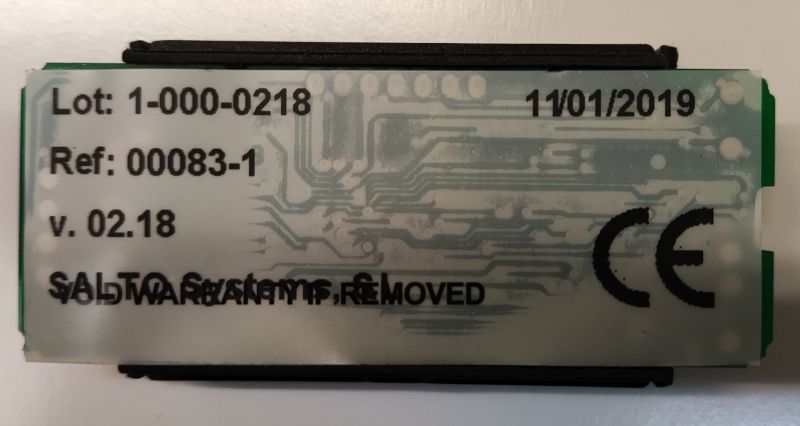 Lot: 1-000-0218 11/01/2019
Ref: 00083-1
v. 02.18
CE
SALTO Systems, S.L.
VOID WARRANTY IF REMOVED